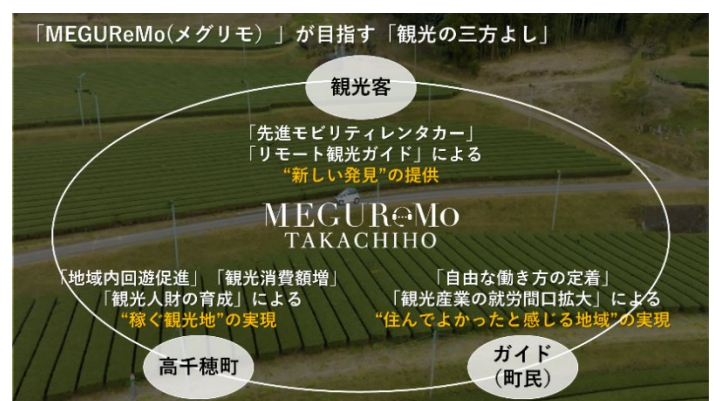 「MEGUReMo(メグリモ）」が目指す「観光の三方よし」
観光客
「先進モビリティレンタカー」
「リモート観光ガイド」による
“新しい発見”の提供
MEGUReMo
TAKACHIHO
「地域内回遊促進」「観光消費額増」
「観光人財の育成」による
“稼ぐ観光地”の実現
「自由な働き方の定着」
「観光産業の就労間口拡大」による
“住んでよかったと感じる地域”の実現
高千穂町
ガイド
（町民）